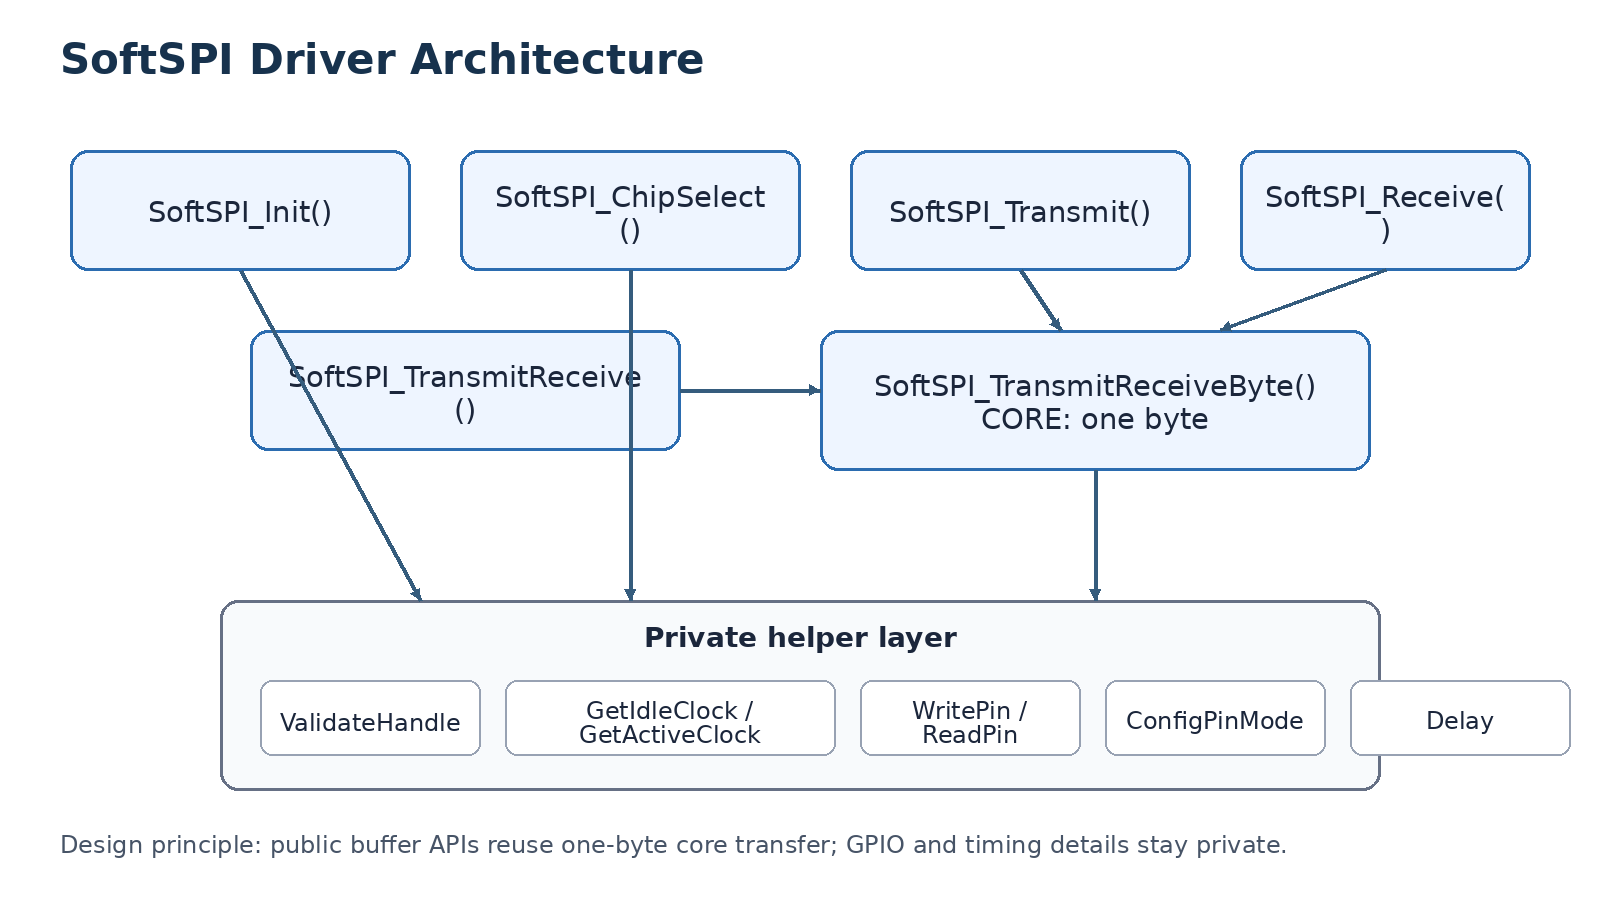 SoftSPI Driver Architecture
SoftSPI_Init()
SoftSPI_ChipSelect
()
SoftSPI_Transmit()
SoftSPI_Receive(
)
SoftSPI_TransmitReceive
()
SoftSPI_TransmitReceiveByte()
CORE: one byte
Private helper layer
ValidateHandle
GetIdleClock /
GetActiveClock
WritePin /
ReadPin
ConfigPinMode
Delay
Design principle: public buffer APIs reuse one-byte core transfer; GPIO and timing details stay private.